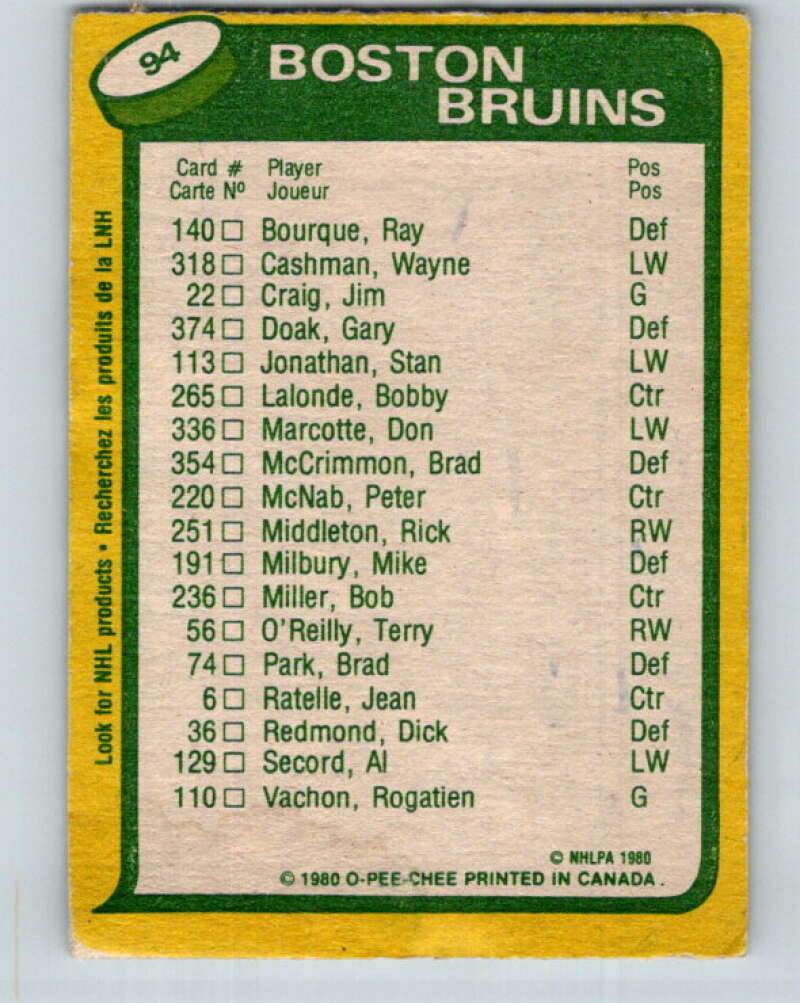 94
BOSTON
BRUINS
Card # Player Pos
Carte Nº Joueur Pos
140 □ Bourque, Ray Def
318 □ Cashman, Wayne LW
22 □ Craig, Jim G
374 □ Doak, Gary Def
113 □ Jonathan, Stan LW
265 □ Lalonde, Bobby Ctr
336 □ Marcotte, Don LW
354 □ McCrimmon, Brad Def
220 □ McNab, Peter Ctr
251 □ Middleton, Rick RW
191 □ Milbury, Mike Def
236 □ Miller, Bob Ctr
56 □ O'Reilly, Terry RW
74 □ Park, Brad Def
6 □ Ratelle, Jean Ctr
36 □ Redmond, Dick Def
129 □ Secord, Al LW
110 □ Vachon, Rogatien G
© NHLPA 1980
© 1980 O-PEE-CHEE PRINTED IN CANADA.
Look for NHL products • Recherchez les produits de la LNH